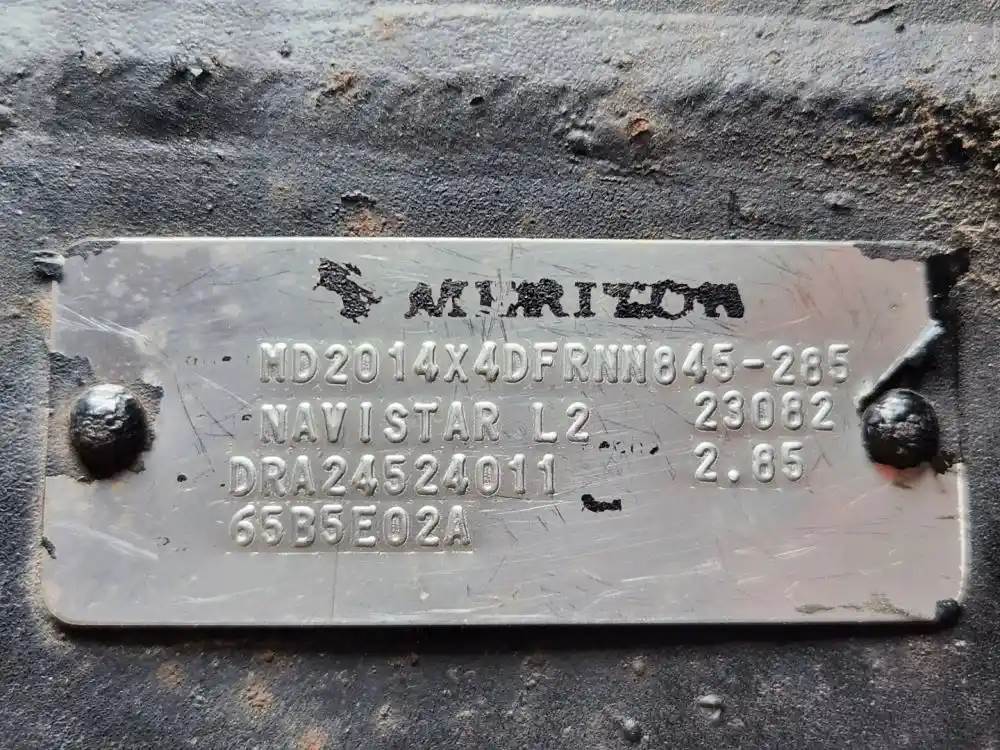 MERITOR
MD2014X4DFRNN845-285
NAVISTAR L2 23082
DRA24524011 2.85
65B5E02A